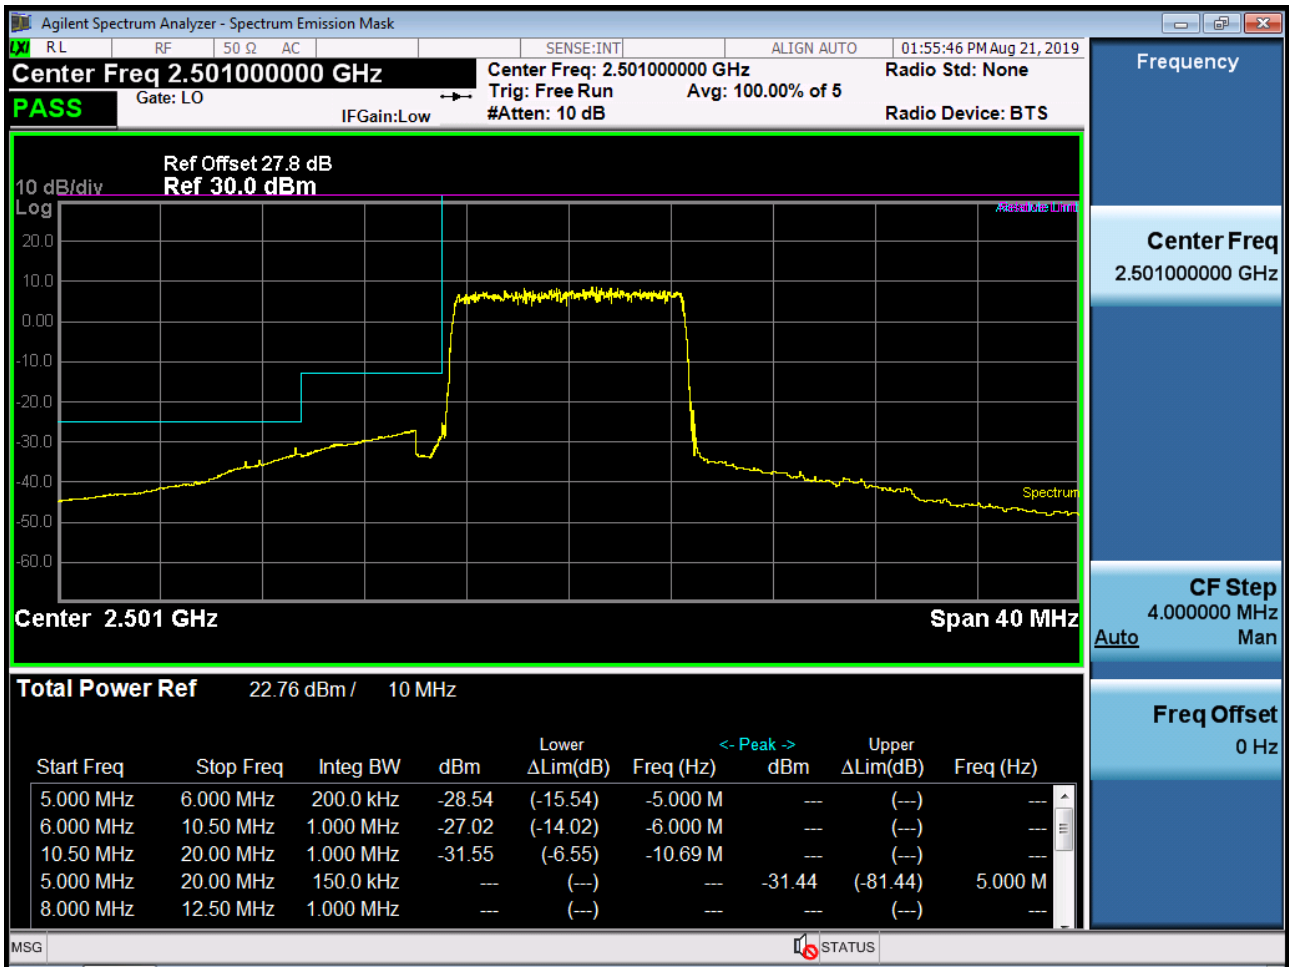 Agilent Spectrum Analyzer - Spectrum Emission Mask
LXI RL RF 50 Ω AC SENSE:INT ALIGN AUTO 01:55:46 PM Aug 21, 2019
Center Freq 2.501000000 GHz Center Freq: 2.501000000 GHz Radio Std: None
Gate: LO Trig: Free Run Avg: 100.00% of 5
PASS IFGain:Low #Atten: 10 dB Radio Device: BTS
Ref Offset 27.8 dB
10 dB/div Ref 30.0 dBm
Log Absolute Limit
20.0
10.0
0.00
-10.0
-20.0
-30.0
-40.0
Spectrum
-50.0
-60.0
Center 2.501 GHz Span 40 MHz
Total Power Ref 22.76 dBm / 10 MHz
Lower <- Peak -> Upper
Start Freq Stop Freq Integ BW dBm ΔLim(dB) Freq (Hz) dBm ΔLim(dB) Freq (Hz)
5.000 MHz 6.000 MHz 200.0 kHz -28.54 (-15.54) -5.000 M --- (---) ---
6.000 MHz 10.50 MHz 1.000 MHz -27.02 (-14.02) -6.000 M --- (---) ---
10.50 MHz 20.00 MHz 1.000 MHz -31.55 (-6.55) -10.69 M --- (---) ---
5.000 MHz 20.00 MHz 150.0 kHz --- (---) --- -31.44 (-81.44) 5.000 M
8.000 MHz 12.50 MHz 1.000 MHz --- (---) --- --- (---) ---
MSG STATUS
Frequency
Center Freq
2.501000000 GHz
CF Step
4.000000 MHz
Auto Man
Freq Offset
0 Hz